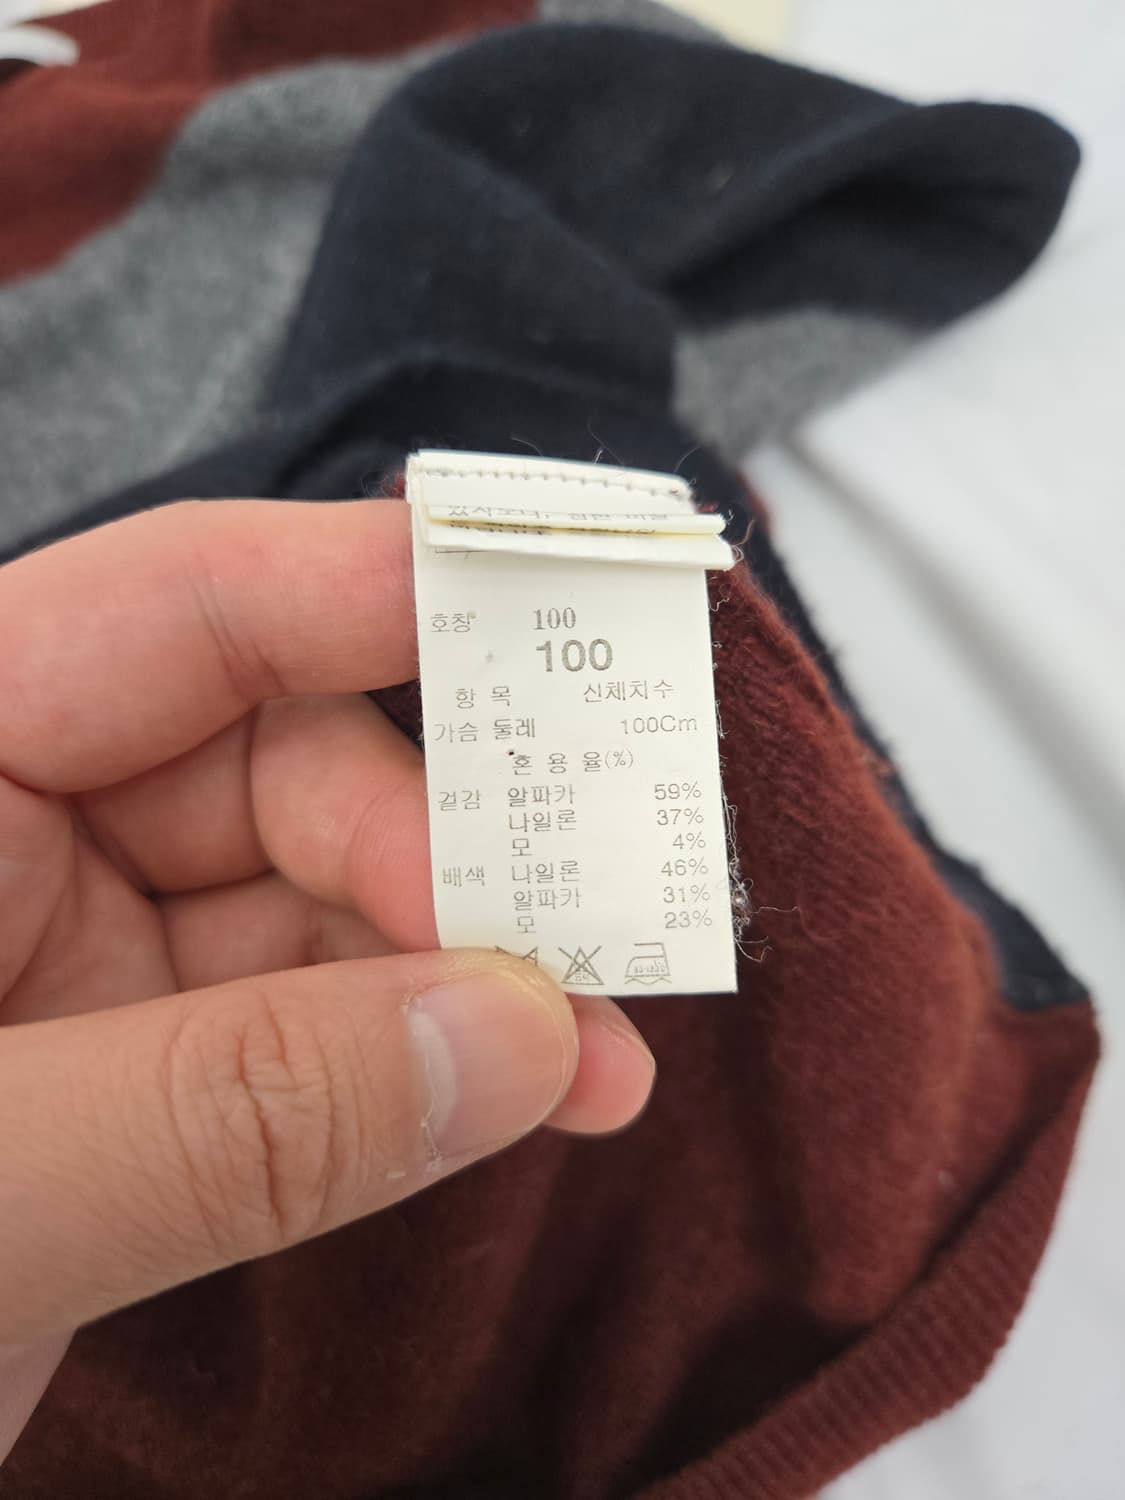 호칭 100
100
항 목 신체치수
가슴 둘레 100Cm
혼 용 율(%)
겉감 알파카 59%
나일론 37%
모 4%
배색 나일론 46%
알파카 31%
모 23%